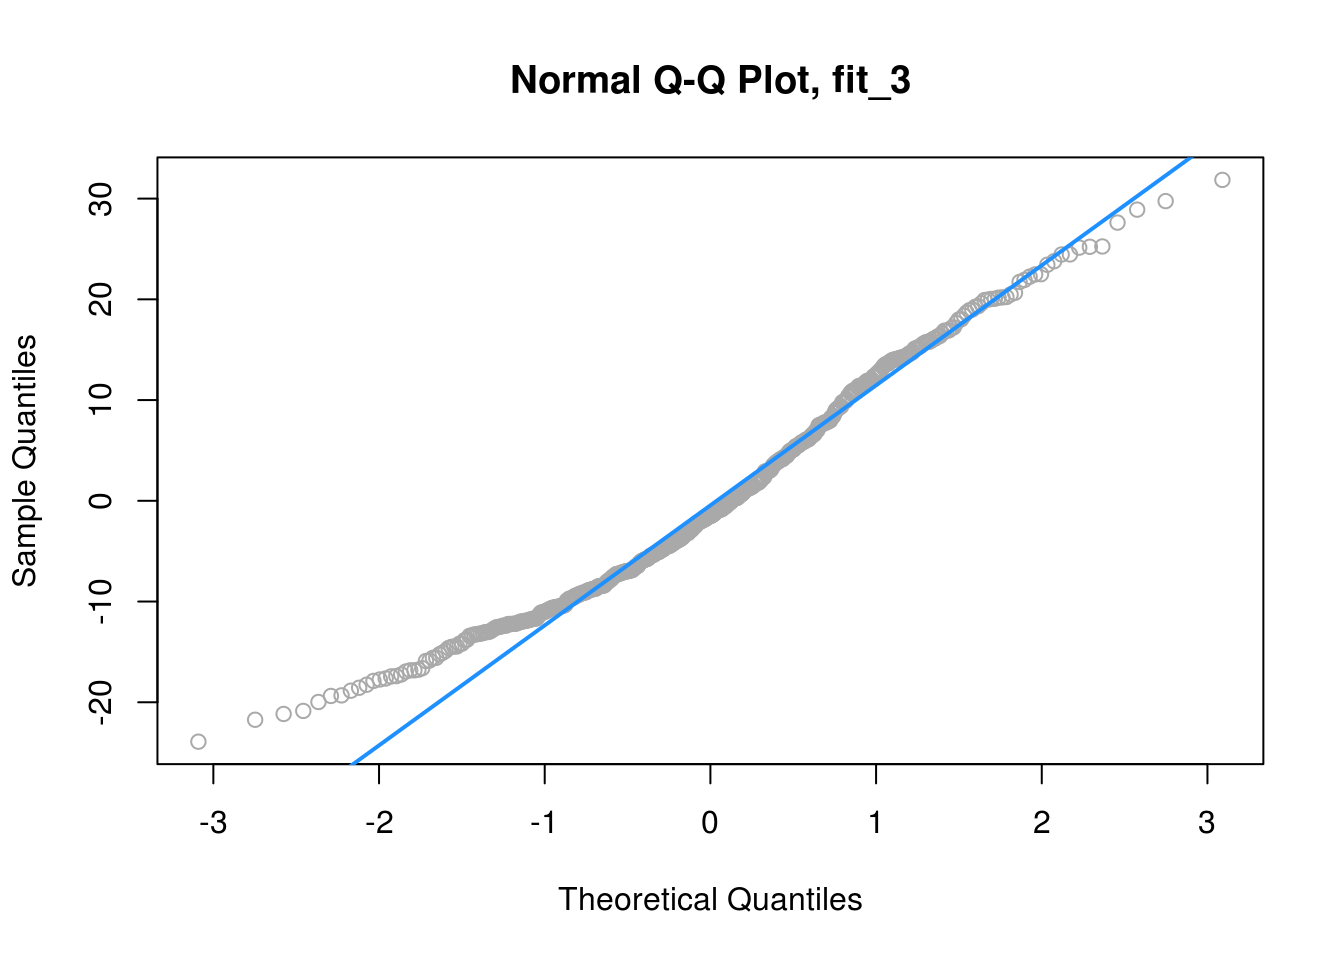 Normal Q-Q Plot, fit_3
Sample Quantiles
30
20
10
0
-10
-20
-3 -2 -1 0 1 2 3
Theoretical Quantiles